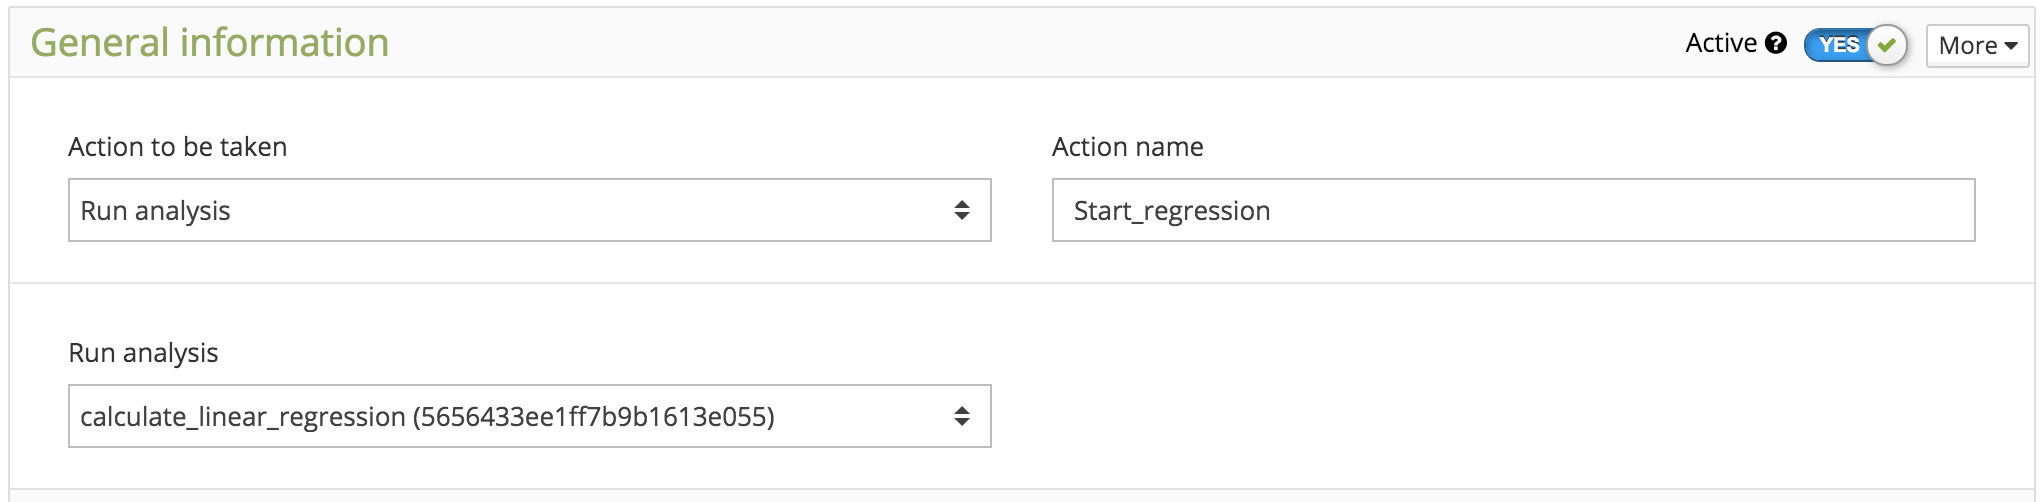 General information
Active ?
YES
More
Action to be taken
Action name
Run analysis
Start_regression
Run analysis
calculate_linear_regression (5656433ee1ff7b9b1613e055)